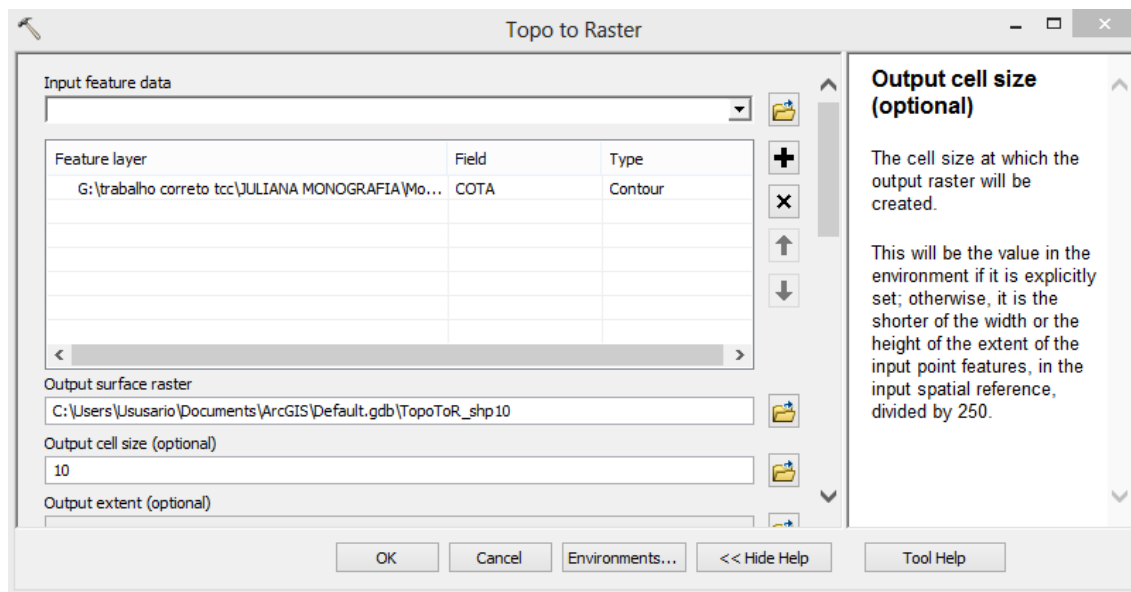 Topo to Raster
Input feature data
Feature layer Field Type
G:\trabalho correto tcc\JULIANA MONOGRAFIA\Mo... COTA Contour
Output surface raster
C:\Users\Ususario\Documents\ArcGIS\Default.gdb\TopoToR_shp10
Output cell size (optional)
10
Output extent (optional)
Output cell size
(optional)
The cell size at which the
output raster will be
created.
This will be the value in the
environment if it is explicitly
set; otherwise, it is the
shorter of the width or the
height of the extent of the
input point features, in the
input spatial reference,
divided by 250.
OK Cancel Environments... << Hide Help Tool Help